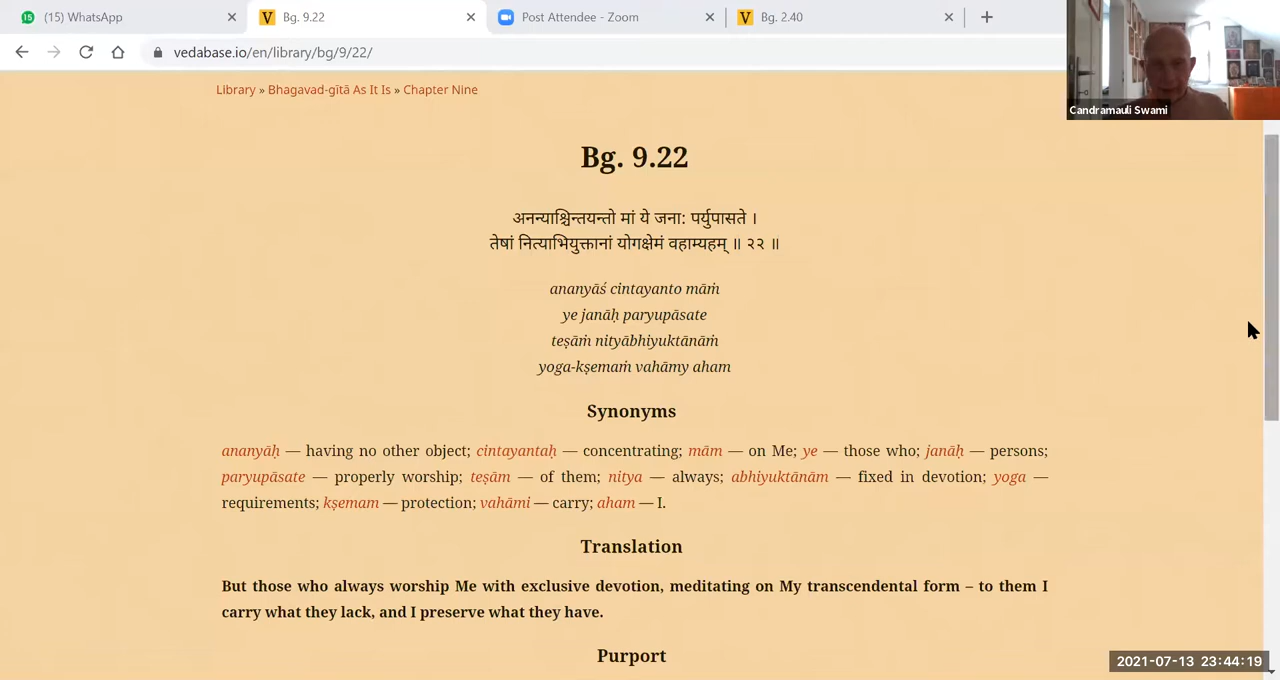 15 (15) WhatsApp
Bg. 9.22
Post Attendee - Zoom
Bg. 2.40
vedabase.io/en/library/bg/9/22/
Candramauli Swami
Library » Bhagavad-gītā As It Is » Chapter Nine
Bg. 9.22
अनन्याश्चिन्तयन्तो मां ये जना: पर्युपासते ।
तेषां नित्याभियुक्तानां योगक्षेमं वहाम्यहम् ॥ २२ ॥
ananyāś cintayanto māṁ
ye janāḥ paryupāsate
teṣāṁ nityābhiyuktānāṁ
yoga-kṣemaṁ vahāmy aham
Synonyms
ananyāḥ — having no other object; cintayantaḥ — concentrating; mām — on Me; ye — those who; janāḥ — persons;
paryupāsate — properly worship; teṣām — of them; nitya — always; abhiyuktānām — fixed in devotion; yoga —
requirements; kṣemam — protection; vahāmi — carry; aham — I.
Translation
But those who always worship Me with exclusive devotion, meditating on My transcendental form – to them I
carry what they lack, and I preserve what they have.
Purport
2021-07-13 23:44:19